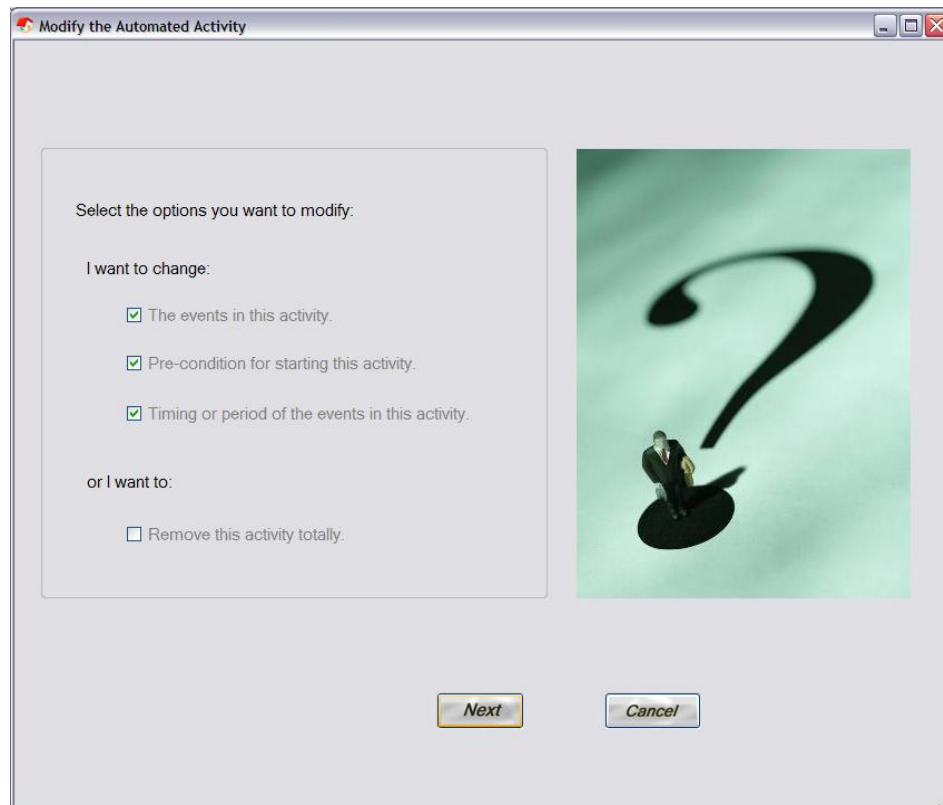 Modify the Automated Activity
Select the options you want to modify:
I want to change:
The events in this activity.
Pre-condition for starting this activity.
Timing or period of the events in this activity.
or I want to:
Remove this activity totally.
Next
Cancel